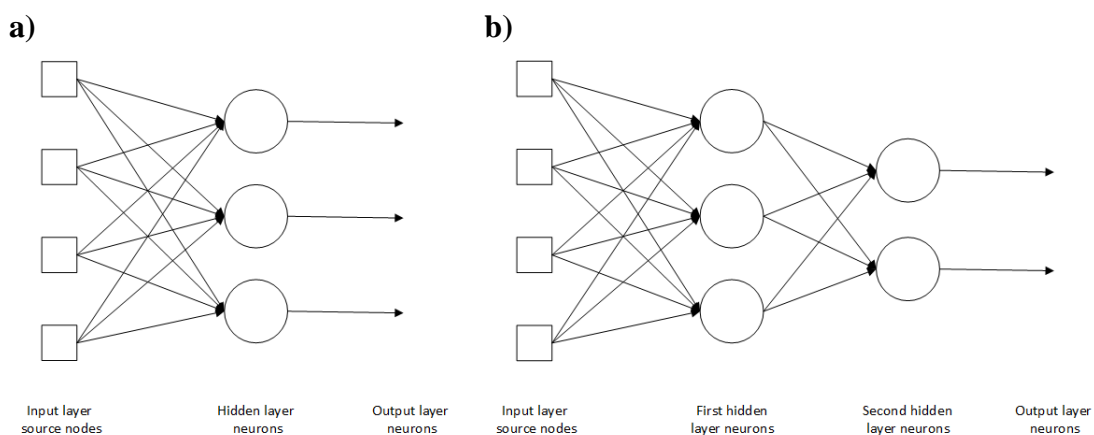 a)
b)
Input layer
source nodes
Hidden layer
neurons
Output layer
neurons
Input layer
source nodes
First hidden
layer neurons
Second hidden
layer neurons
Output layer
neurons